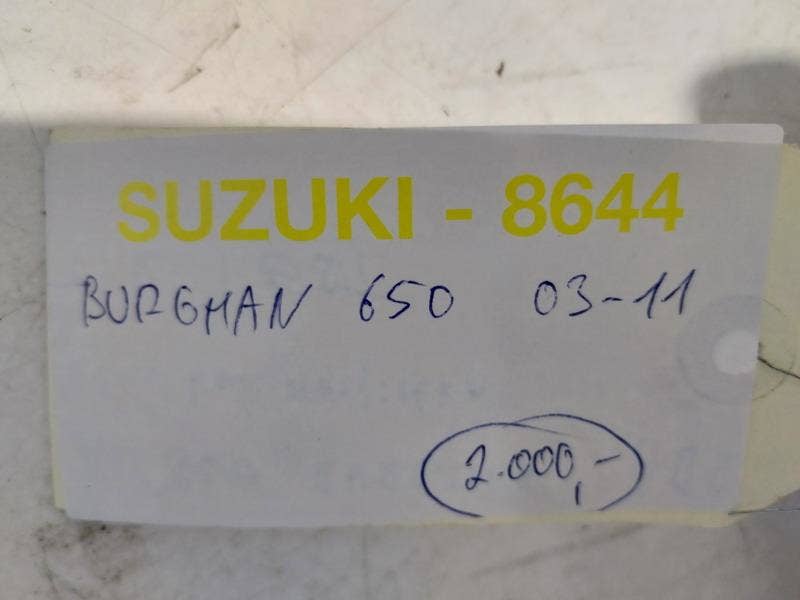 SUZUKI - 8644
BURGMAN 650 03-11
2.000,-